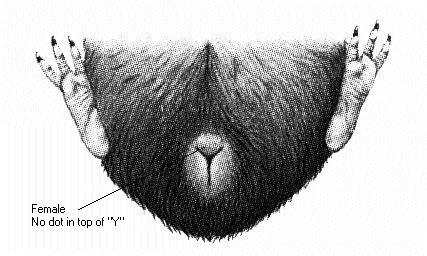 Female
No dot in top of "Y"